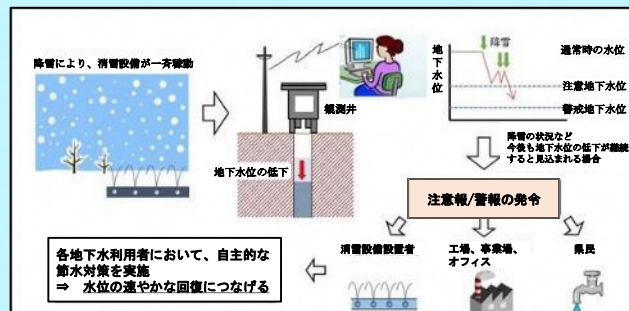 降雪により、消雪設備が一斉稼動
観測井
地下水位の低下
地下水位
降雪
通常時の水位
注意地下水位
警戒地下水位
降雪の状況など
今後も地下水位の低下が継続
すると見込まれる場合
注意報/警報の発令
消雪設備設置者
工場、事業場、
オフィス
県民
各地下水利用者において、自主的な
節水対策を実施
⇒ 水位の速やかな回復につなげる